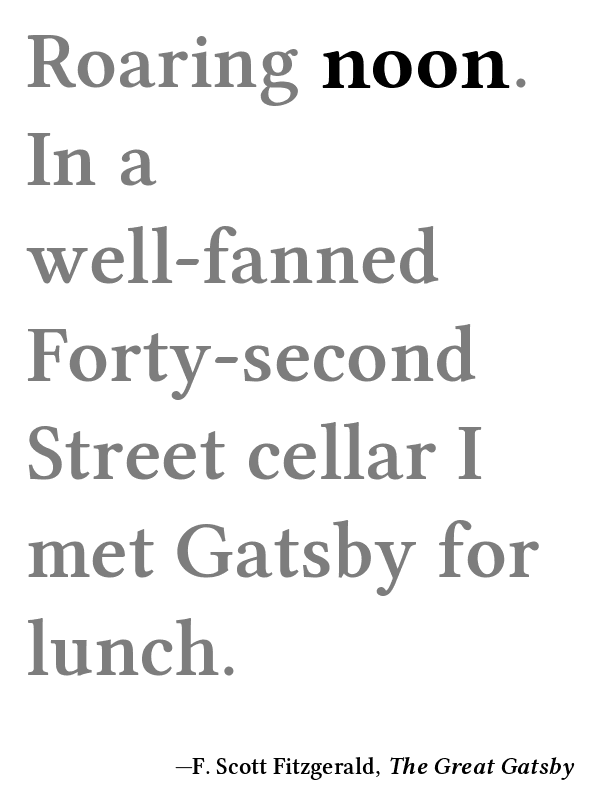 Roaring noon.
In a
well-fanned
Forty-second
Street cellar I
met Gatsby for
lunch.
—F. Scott Fitzgerald, The Great Gatsby